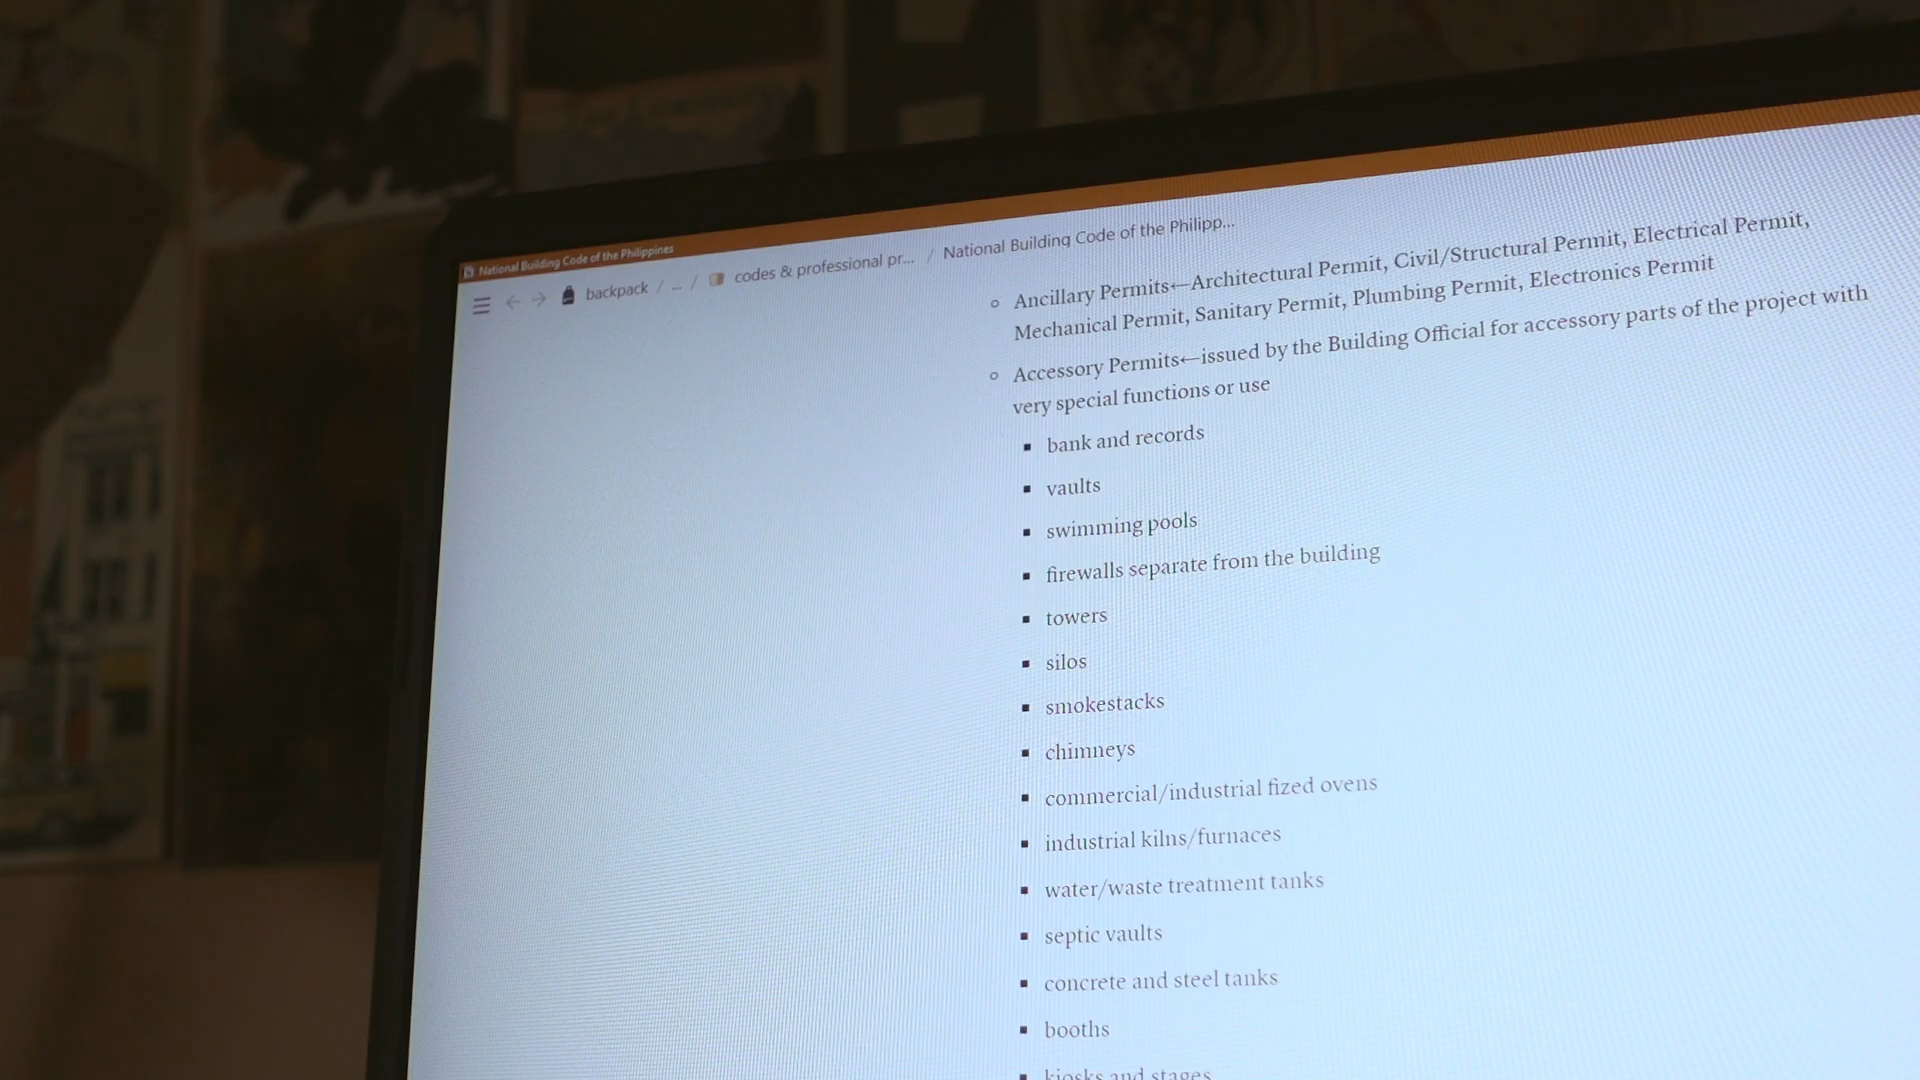 National Building Code of the Philippines
backpack / ... / codes & professional pr... / National Building Code of the Philipp...
Ancillary Permits←Architectural Permit, Civil/Structural Permit, Electrical Permit,
Mechanical Permit, Sanitary Permit, Plumbing Permit, Electronics Permit
Accessory Permits←issued by the Building Official for accessory parts of the project with
very special functions or use
bank and records
vaults
swimming pools
firewalls separate from the building
towers
silos
smokestacks
chimneys
commercial/industrial fized ovens
industrial kilns/furnaces
water/waste treatment tanks
septic vaults
concrete and steel tanks
booths
kiosks and stages